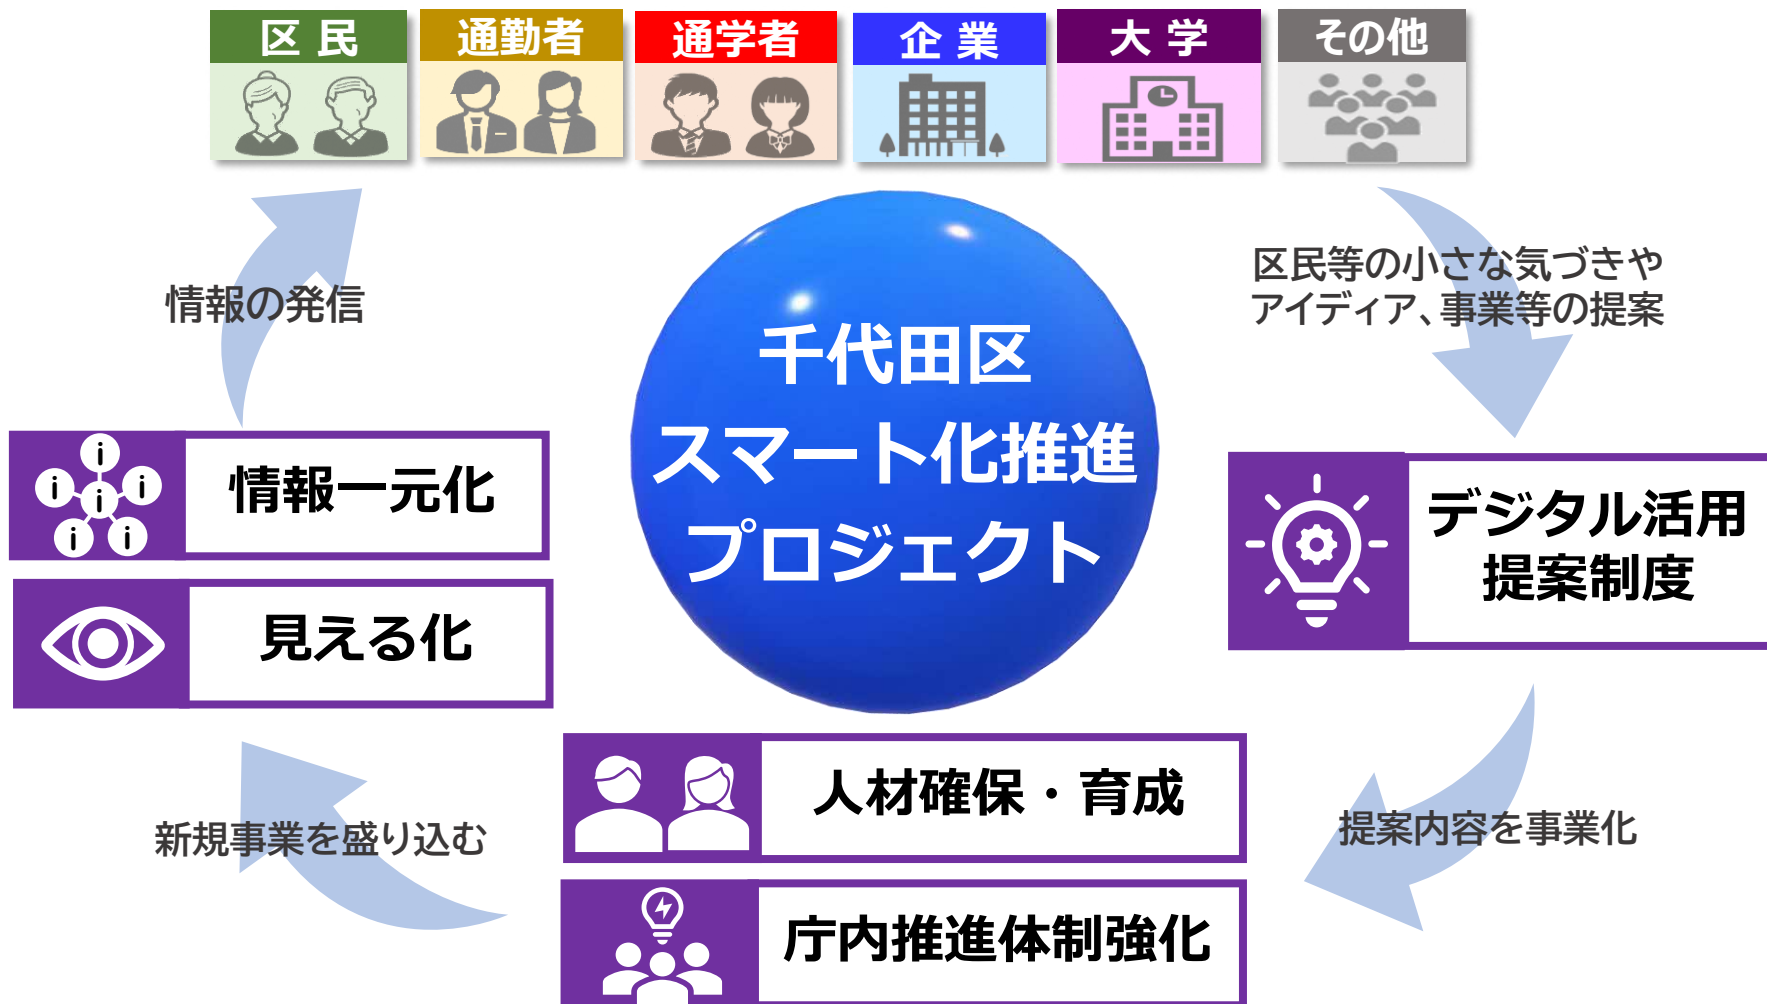 区民
通勤者
通学者
企業
大学
その他
情報の発信
区民等の小さな気づきや
アイディア、事業等の提案
千代田区
スマート化推進
プロジェクト
情報一元化
見える化
デジタル活用
提案制度
人材確保・育成
庁内推進体制強化
新規事業を盛り込む
提案内容を事業化
i
i
i
i
i
i